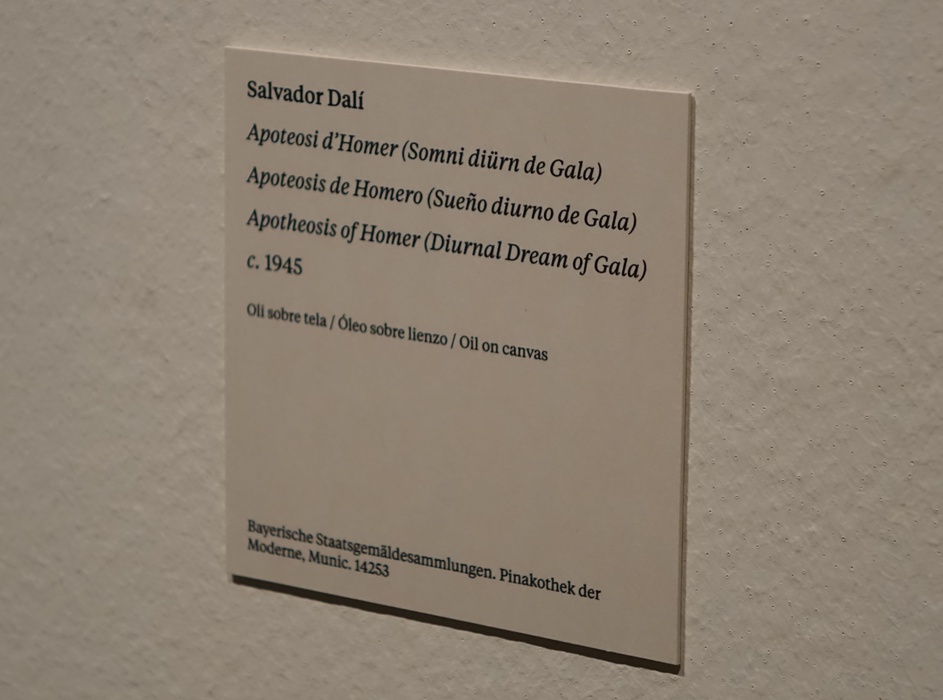 Salvador Dalí
Apoteosi d’Homer (Somni diürn de Gala)
Apoteosis de Homero (Sueño diurno de Gala)
Apotheosis of Homer (Diurnal Dream of Gala)
c. 1945
Oli sobre tela / Óleo sobre lienzo / Oil on canvas
Bayerische Staatsgemäldesammlungen. Pinakothek der
Moderne, Munic. 14253